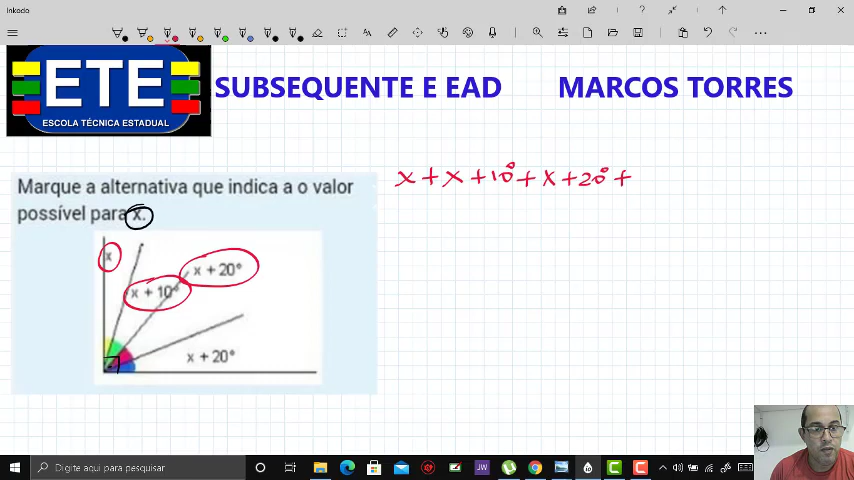 Inkodo
ETE
ESCOLA TÉCNICA ESTADUAL
SUBSEQUENTE E EAD MARCOS TORRES
Marque a alternativa que indica a o valor
possível para x.
x + x + 10° + x + 20° +
x
x + 20°
x + 10°
x + 20°
Digite aqui para pesquisar
JW